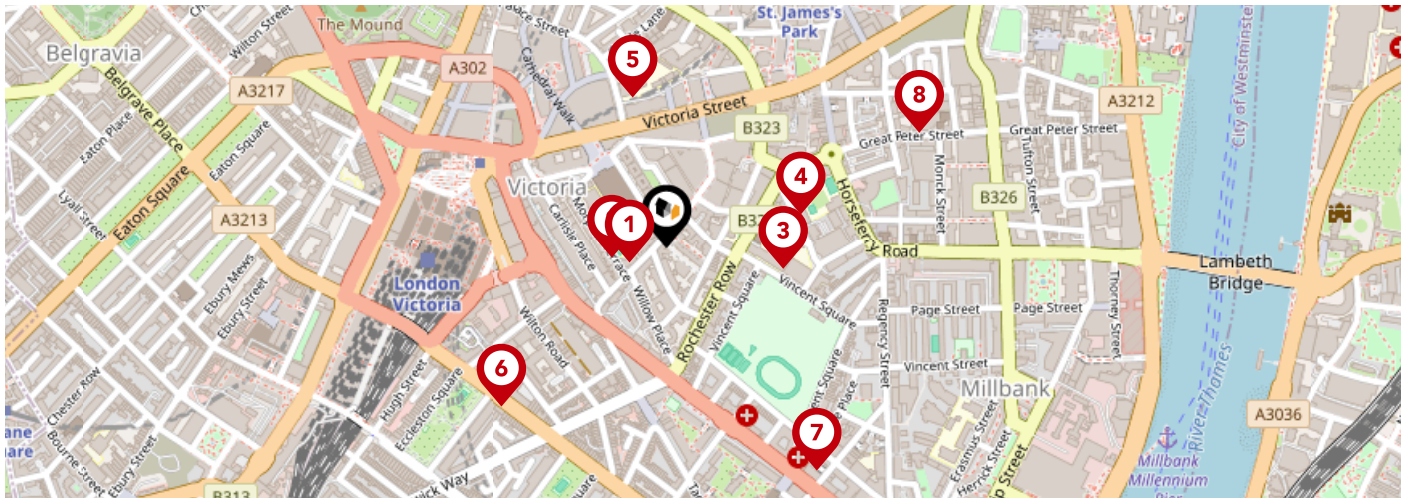 St. James's
Park
The Mound
Wilton Street
Belgravia
A302
Cathedral Walk
5
A3217
Belgrave Place
Victoria Street
8
A3212
City of Westminster
Eaton Place
Eaton Square
B323
Great Peter Street
Great Peter Street
Monck Street
Tufton Street
Lyall Street
Eaton Square
Victoria
4
B326
A3213
Carlisle Place
1
3
Horseferry Road
Ebury Mews
Ebury Street
London
Victoria
Willow Place
Rochester Row
Vincent Square
Vincent Square
Lambeth
Bridge
Page Street
Page Street
Thorney Street
Regency Street
Wilton Road
6
Hugh Street
Eccleston Square
Vincent Street
Millbank
Chester Row
Bourne Street
Ebury Street
7
Erasmus Street
Herrick Street
A3036
River Thames
Millbank
Millennium
Pier
B313